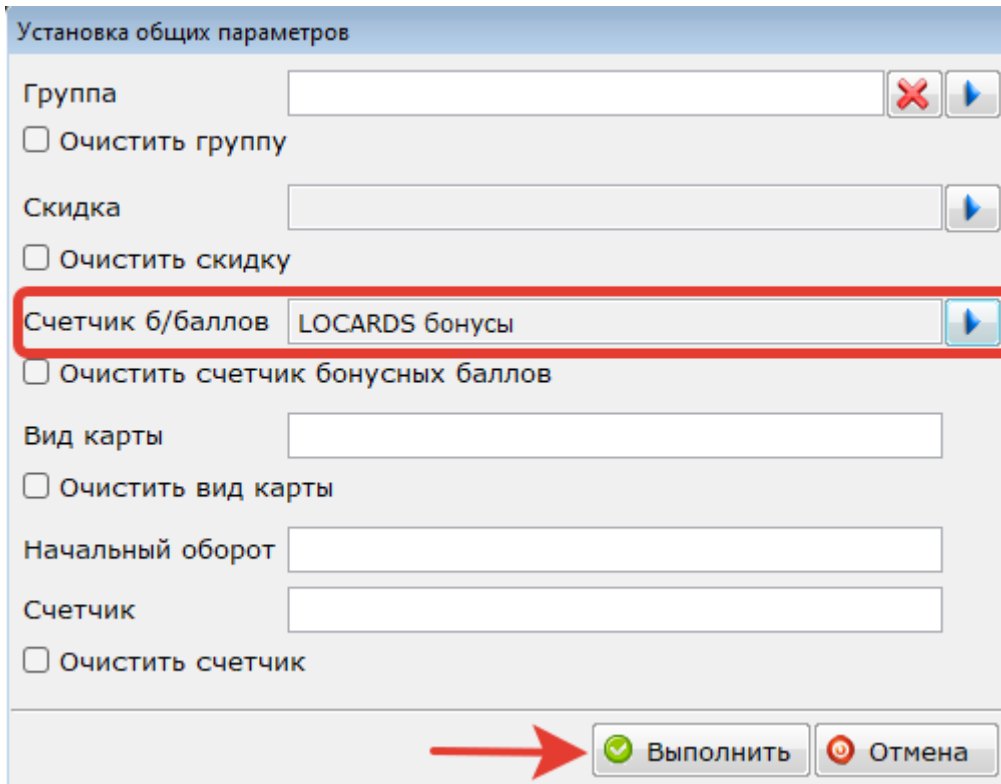 Установка общих параметров
Группа
Очистить группу
Скидка
Очистить скидку
Счетчик б/баллов LOCARDS бонусы
Очистить счетчик бонусных баллов
Вид карты
Очистить вид карты
Начальный оборот
Счетчик
Очистить счетчик
Выполнить Отмена